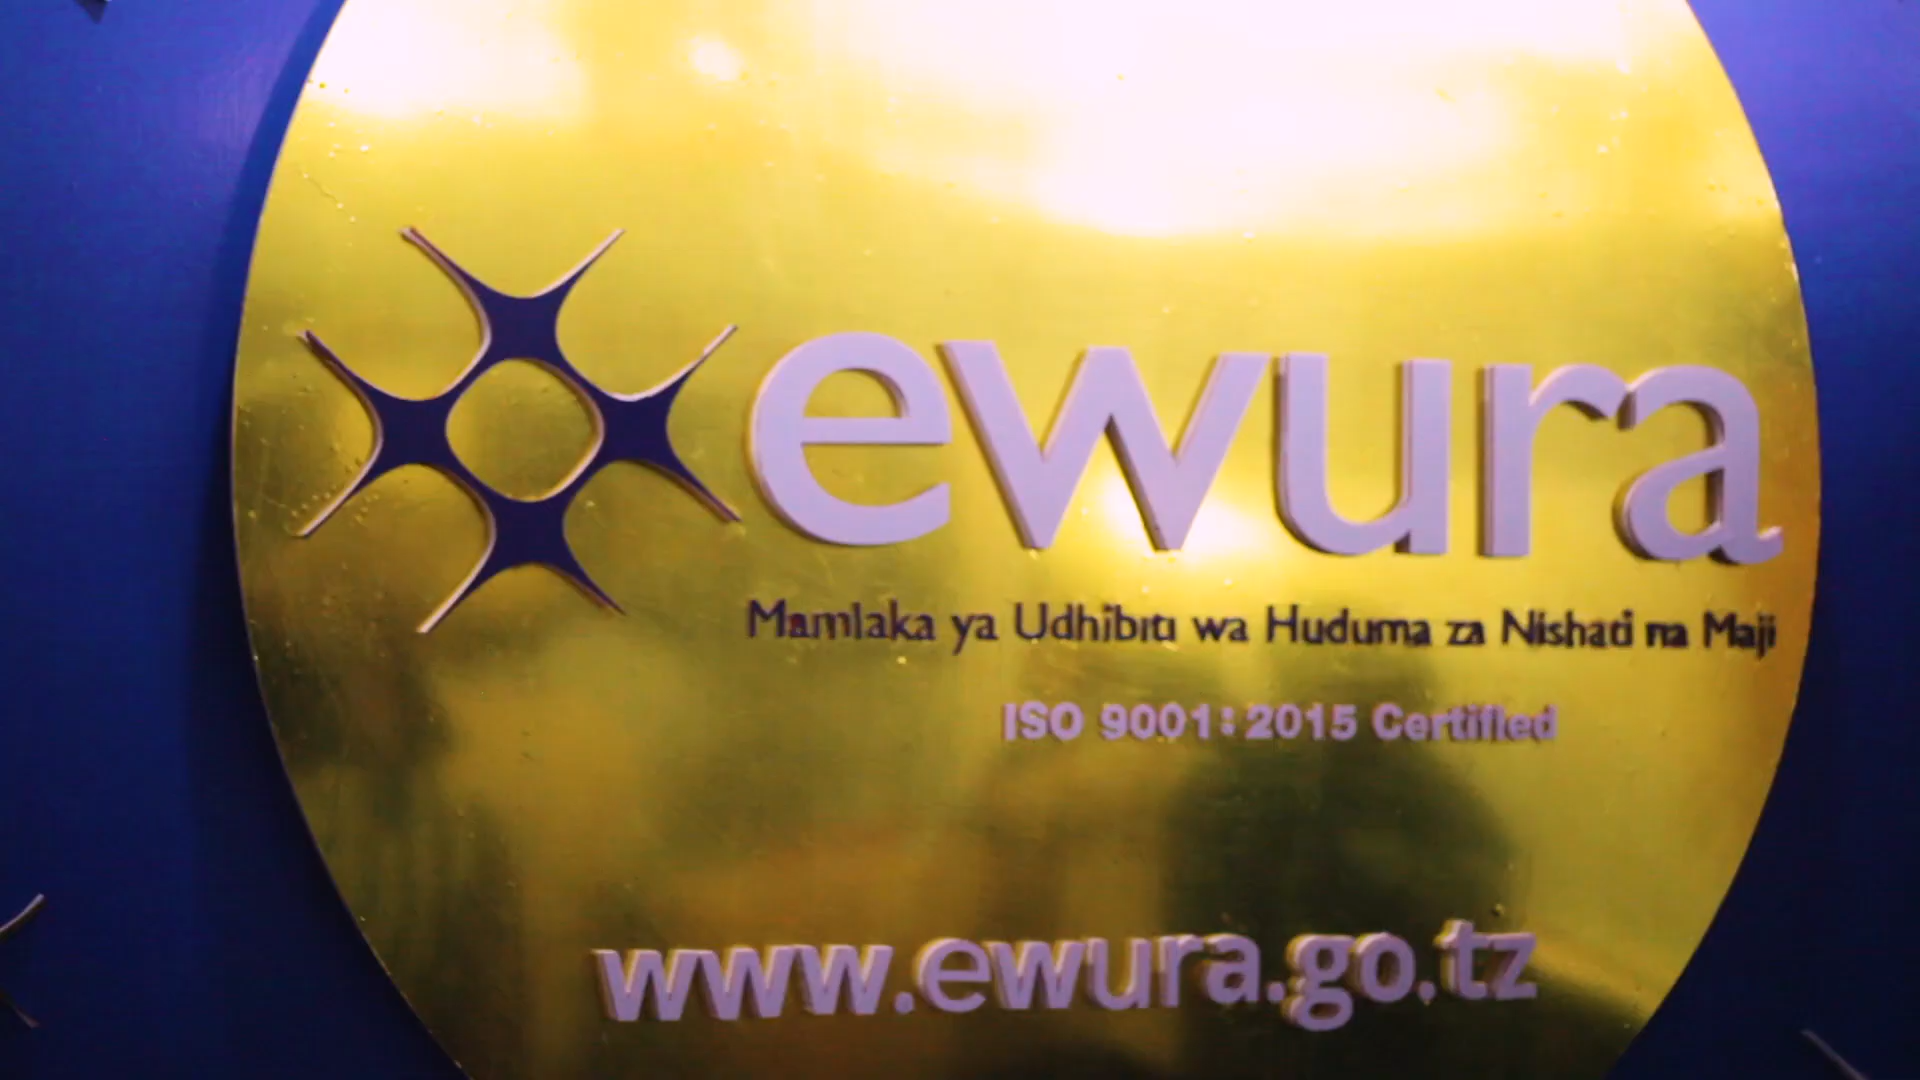 ewura
Mamlaka ya Udhibiti wa Huduma za Nishati na Maji
ISO 9001:2015 Certified
www.ewura.go.tz